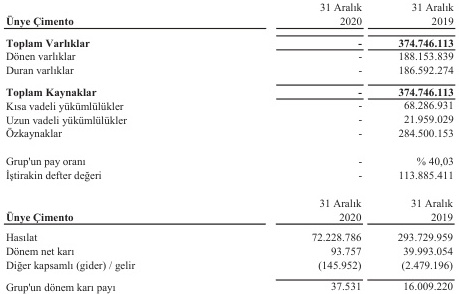 31 Aralık 31 Aralık
Ünye Çimento 2020 2019
Toplam Varlıklar - 374.746.113
Dönen varlıklar - 188.153.839
Duran varlıklar - 186.592.274
Toplam Kaynaklar - 374.746.113
Kısa vadeli yükümlülükler - 68.286.931
Uzun vadeli yükümlülükler - 21.959.029
Özkaynaklar - 284.500.153
Grup'un pay oranı - % 40,03
İştirakin defter değeri - 113.885.411
31 Aralık 31 Aralık
Ünye Çimento 2020 2019
Hasılat 72.228.786 293.729.959
Dönem net karı 93.757 39.993.054
Diğer kapsamlı (gider) / gelir (145.952) (2.479.196)
Grup'un dönem karı payı 37.531 16.009.220